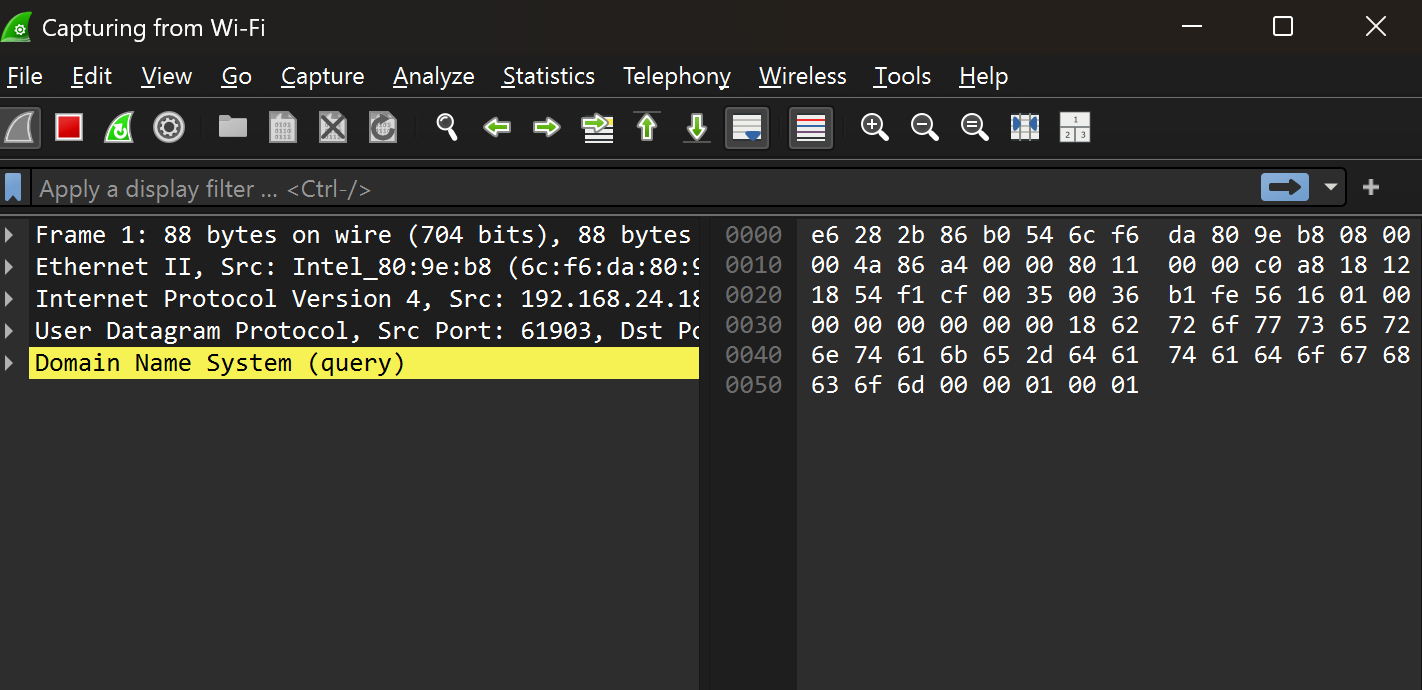 Capturing from Wi-Fi
File Edit View Go Capture Analyze Statistics Telephony Wireless Tools Help
Apply a display filter ... <Ctrl-/>
Frame 1: 88 bytes on wire (704 bits), 88 bytes
Ethernet II, Src: Intel_80:9e:b8 (6c:f6:da:80:9
Internet Protocol Version 4, Src: 192.168.24.18
User Datagram Protocol, Src Port: 61903, Dst Po
Domain Name System (query)
0000 e6 28 2b 86 b0 54 6c f6 da 80 9e b8 08 00
0010 00 4a 86 a4 00 00 80 11 00 00 c0 a8 18 12
0020 18 54 f1 cf 00 35 00 36 b1 fe 56 16 01 00
0030 00 00 00 00 00 00 18 62 72 6f 77 73 65 72
0040 6e 74 61 6b 65 2d 64 61 74 61 64 6f 67 68
0050 63 6f 6d 00 00 01 00 01